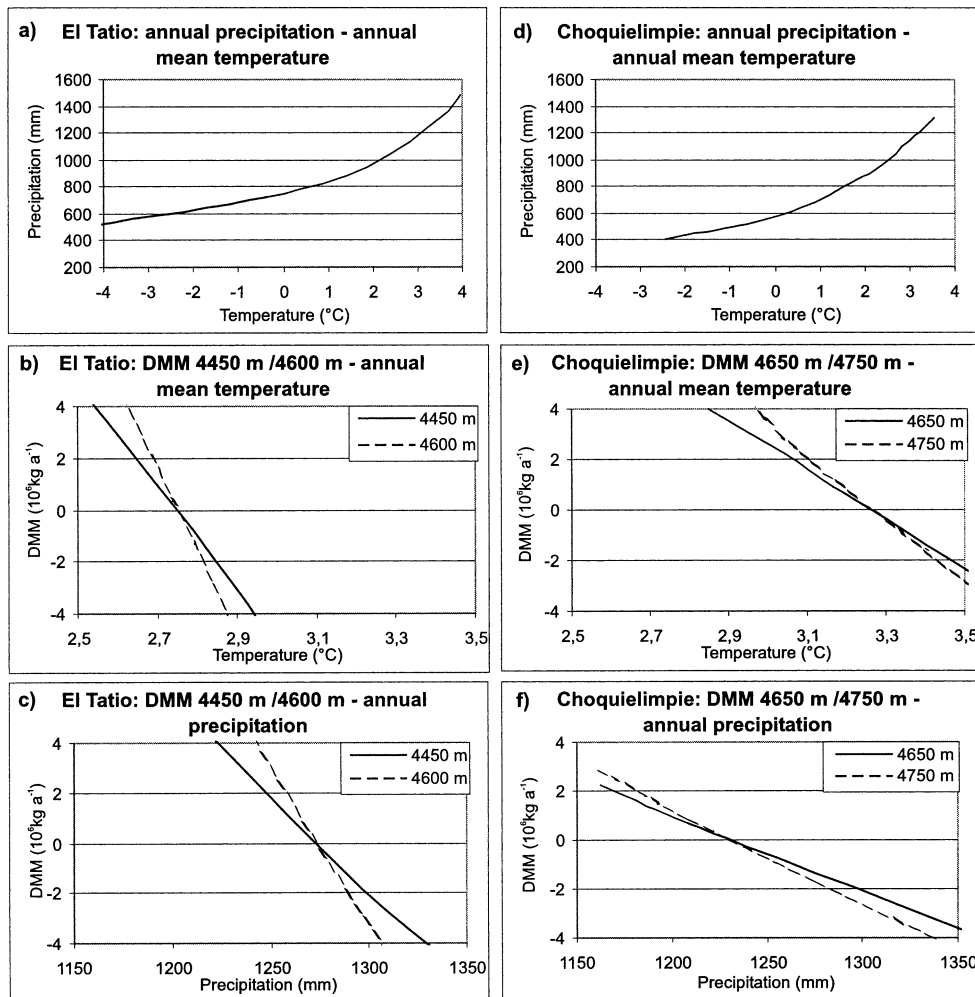 a) El Tatio: annual precipitation - annual
mean temperature
Precipitation (mm)
1600
1400
1200
1000
800
600
400
200
-4 -3 -2 -1 0 1 2 3 4
Temperature (°C)
d) Choquielimpie: annual precipitation -
annual mean temperature
Precipitation (mm)
1600
1400
1200
1000
800
600
400
200
-4 -3 -2 -1 0 1 2 3 4
Temperature (°C)
b) El Tatio: DMM 4450 m /4600 m - annual
mean temperature
DMM (10⁶kg a⁻¹)
4
2
0
-2
-4
4450 m
4600 m
2,5 2,7 2,9 3,1 3,3 3,5
Temperature (°C)
e) Choquielimpie: DMM 4650 m /4750 m -
annual mean temperature
DMM (10⁶kg a⁻¹)
4
2
0
-2
-4
4650 m
4750 m
2,5 2,7 2,9 3,1 3,3 3,5
Temperature (°C)
c) El Tatio: DMM 4450 m /4600 m - annual
precipitation
DMM (10⁶kg a⁻¹)
4
2
0
-2
-4
4450 m
4600 m
1150 1200 1250 1300 1350
Precipitation (mm)
f) Choquielimpie: DMM 4650 m /4750 m -
annual precipitation
DMM (10⁶kg a⁻¹)
4
2
0
-2
-4
4650 m
4750 m
1150 1200 1250 1300 1350
Precipitation (mm)